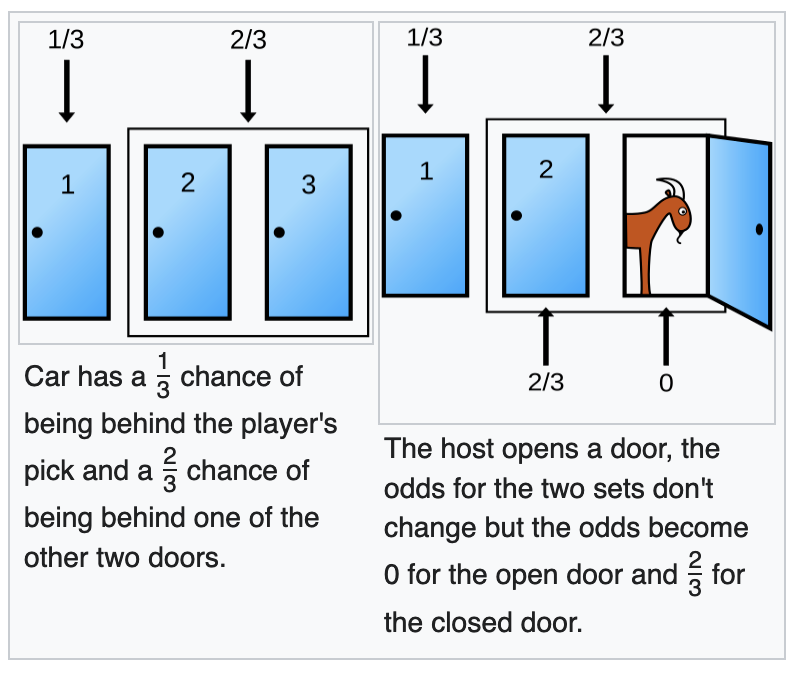 1/3 2/3
1 2 3
Car has a 1/3 chance of
being behind the player's
pick and a 2/3 chance of
being behind one of the
other two doors.
1/3 2/3
1 2
2/3 0
The host opens a door, the
odds for the two sets don't
change but the odds become
0 for the open door and 2/3 for
the closed door.